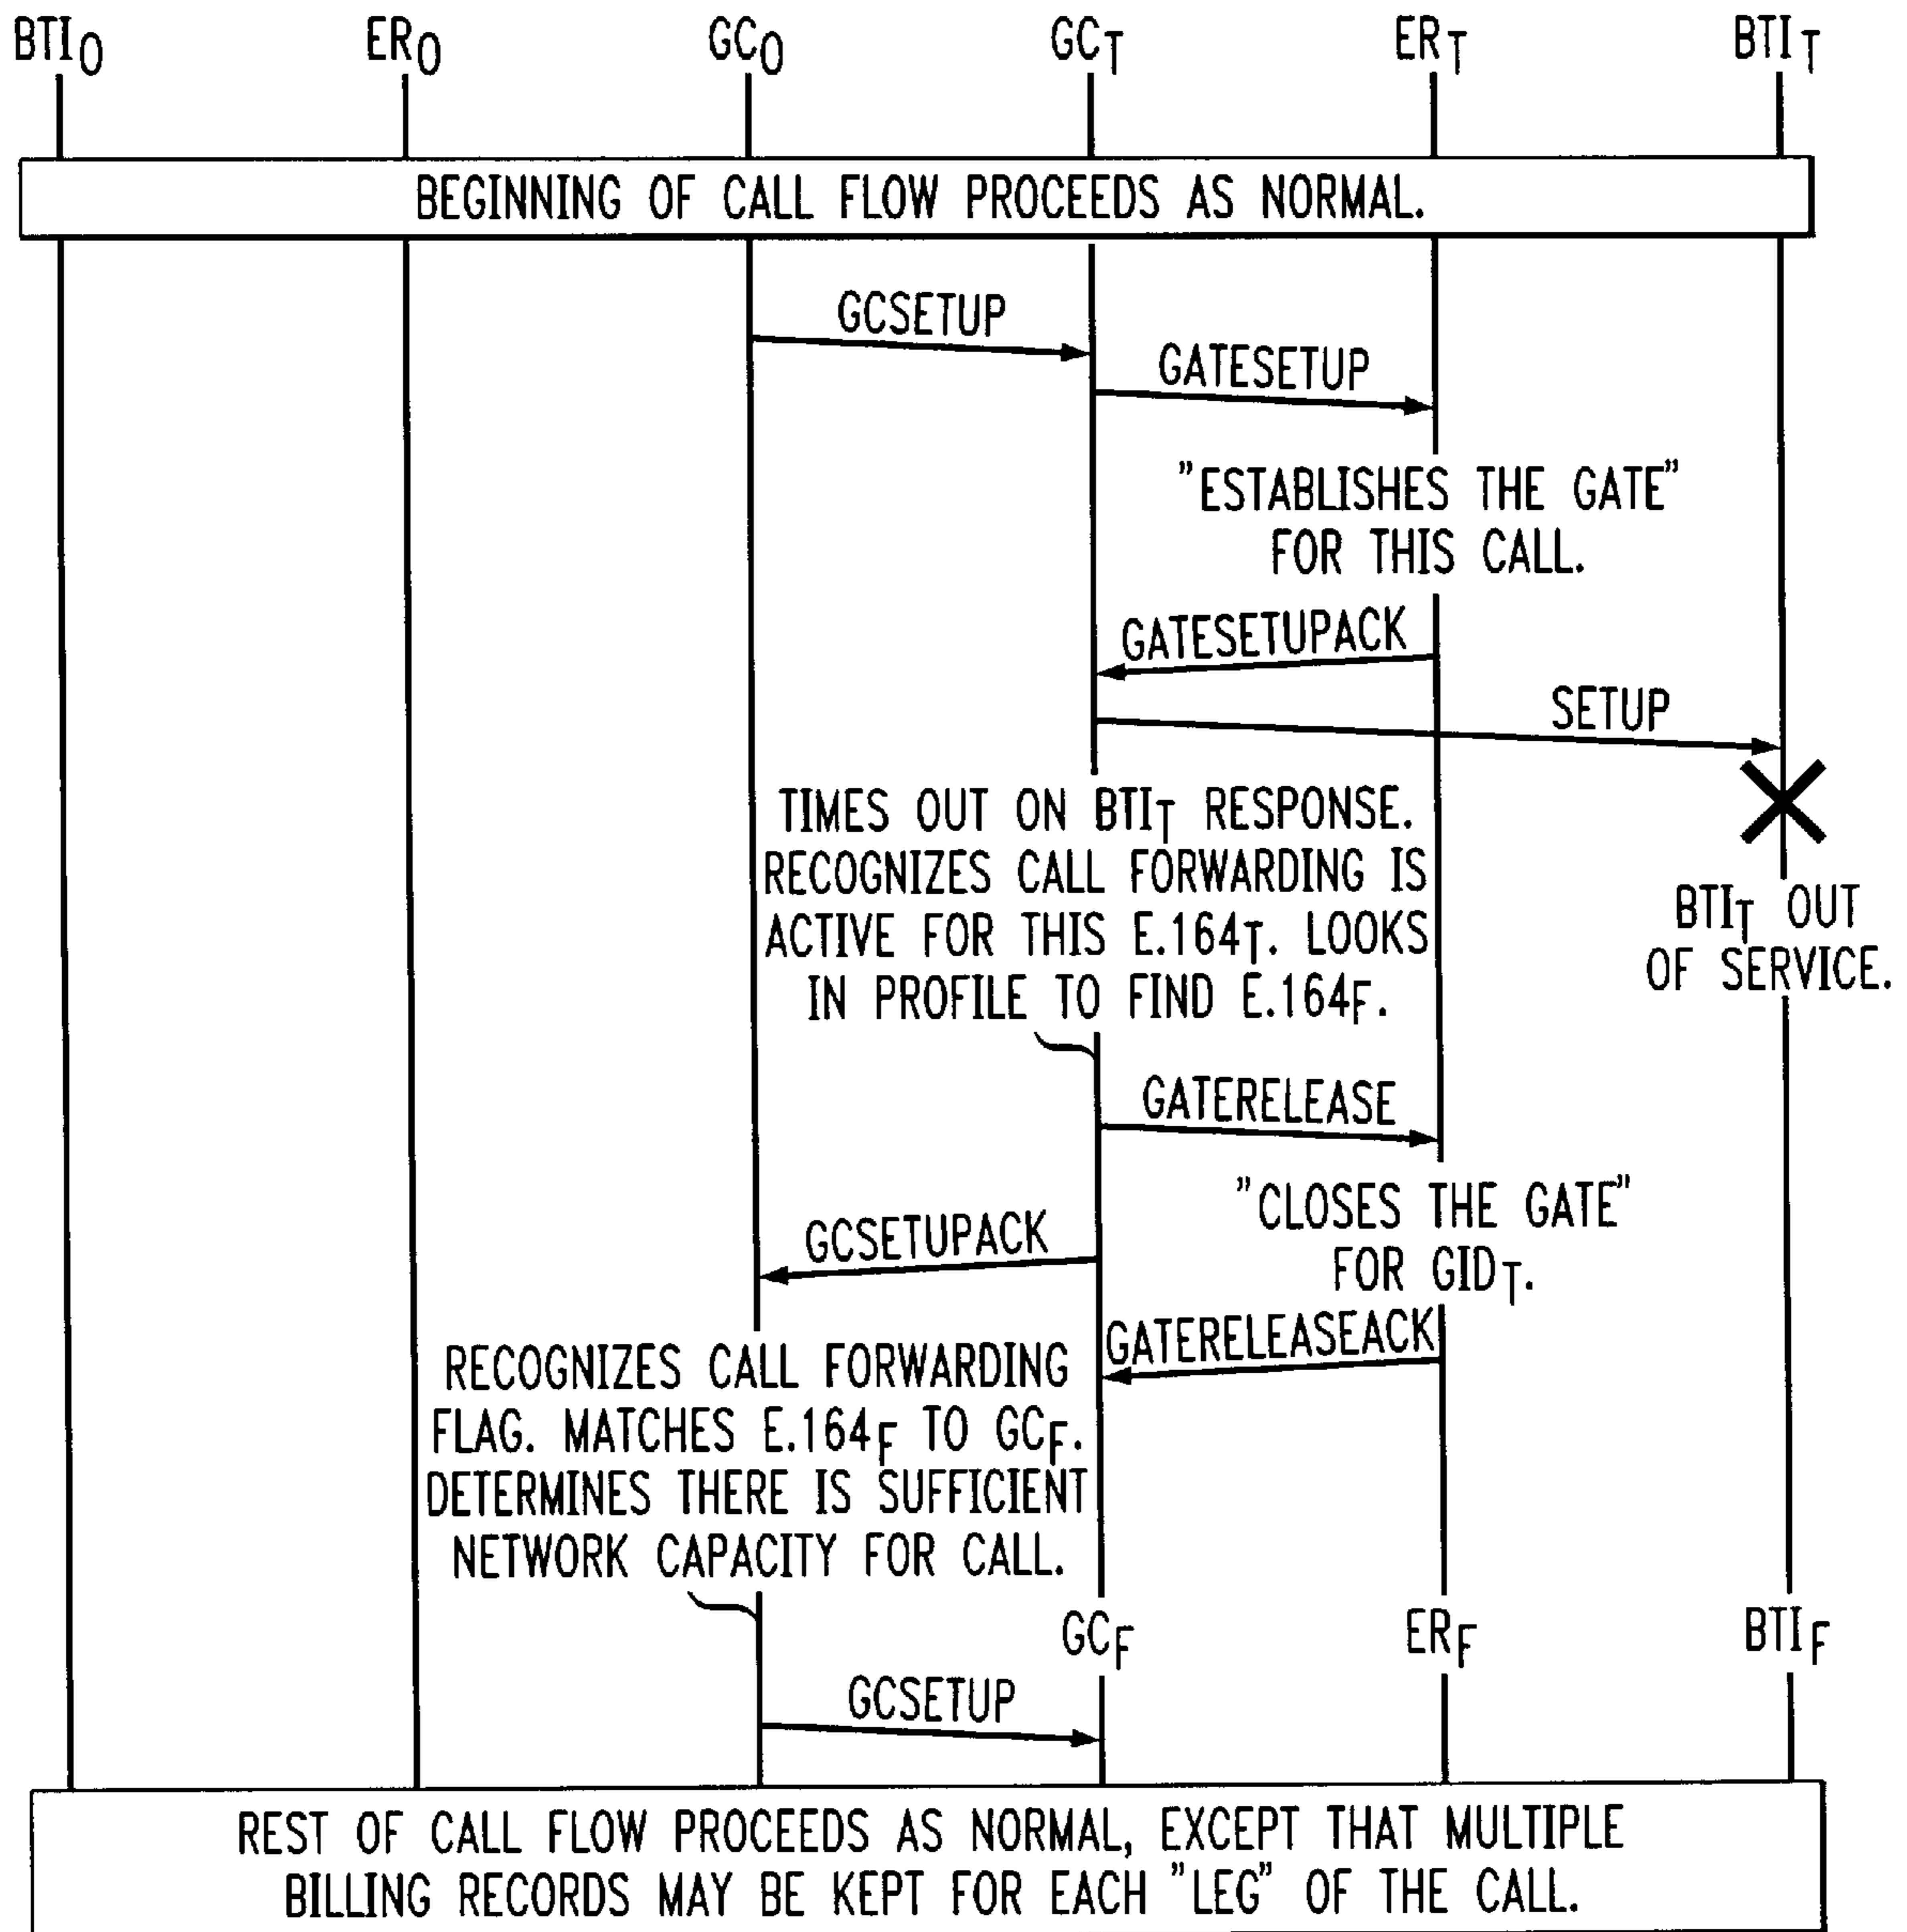 BTIO ERO GCO GCT ERT BTIT
BEGINNING OF CALL FLOW PROCEEDS AS NORMAL.
GCSETUP
GATESETUP
"ESTABLISHES THE GATE"
FOR THIS CALL.
GATESETUPACK
SETUP
TIMES OUT ON BTIT RESPONSE.
RECOGNIZES CALL FORWARDING IS
ACTIVE FOR THIS E.164T. LOOKS
IN PROFILE TO FIND E.164F.
BTIT OUT
OF SERVICE.
GATERELEASE
"CLOSES THE GATE"
FOR GIDT.
GCSETUPACK
GATERELEASEACK
RECOGNIZES CALL FORWARDING
FLAG. MATCHES E.164F TO GCF.
DETERMINES THERE IS SUFFICIENT
NETWORK CAPACITY FOR CALL.
GCF ERF BTIF
GCSETUP
REST OF CALL FLOW PROCEEDS AS NORMAL, EXCEPT THAT MULTIPLE
BILLING RECORDS MAY BE KEPT FOR EACH "LEG" OF THE CALL.